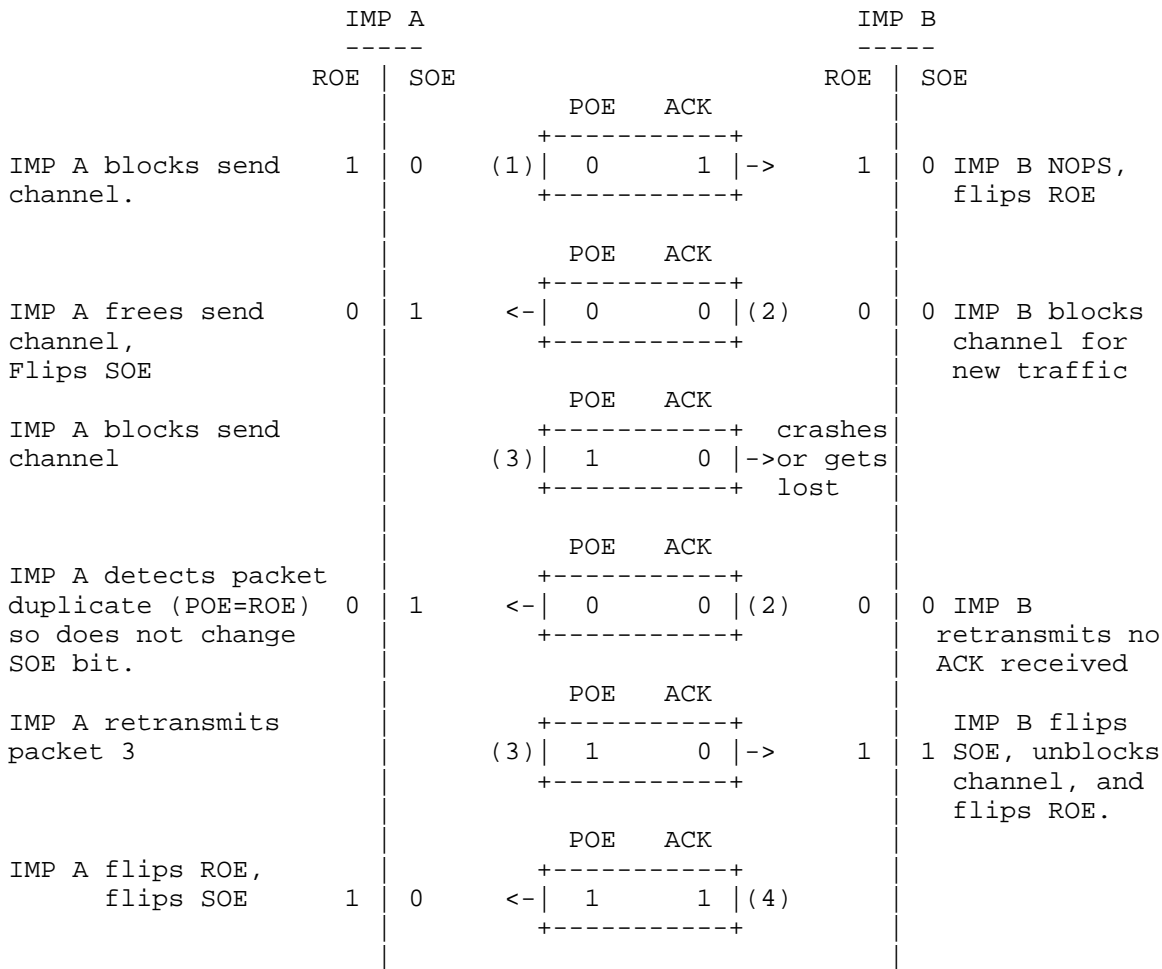 IMP A                            IMP B
                      -----                            -----
                    ROE | SOE                        ROE | SOE
                        |           POE   ACK            |
                        |         +-----------+          |
IMP A blocks send     1 | 0    (1)|  0     1  |->      1 | 0 IMP B NOPS,
channel.                |         +-----------+          |   flips ROE
                        |                                |
                        |           POE   ACK            |
                        |         +-----------+          |
IMP A frees send      0 | 1     <-|  0     0  |(2)     0 | 0 IMP B blocks
channel,                |         +-----------+          |   channel for
Flips SOE               |                                |   new traffic
                        |           POE   ACK            |
IMP A blocks send       |         +-----------+  crashes |
channel                 |      (3)|  1     0  |->or gets |
                        |         +-----------+  lost    |
                        |                                |
                        |           POE   ACK            |
IMP A detects packet    |         +-----------+          |
duplicate (POE=ROE)   0 | 1     <-|  0     0  |(2)     0 | 0 IMP B
so does not change      |         +-----------+          |  retransmits no
SOE bit.                |                                |  ACK received
                        |           POE   ACK            |
IMP A retransmits       |         +-----------+          |   IMP B flips
packet 3                |      (3)|  1     0  |->      1 | 1 SOE, unblocks
                        |         +-----------+          |   channel, and
                        |                                |   flips ROE.
                        |           POE   ACK            |
IMP A flips ROE,        |         +-----------+          |
      flips SOE       1 | 0     <-|  1     1  |(4)       |
                        |         +-----------+          |
                        |                                |